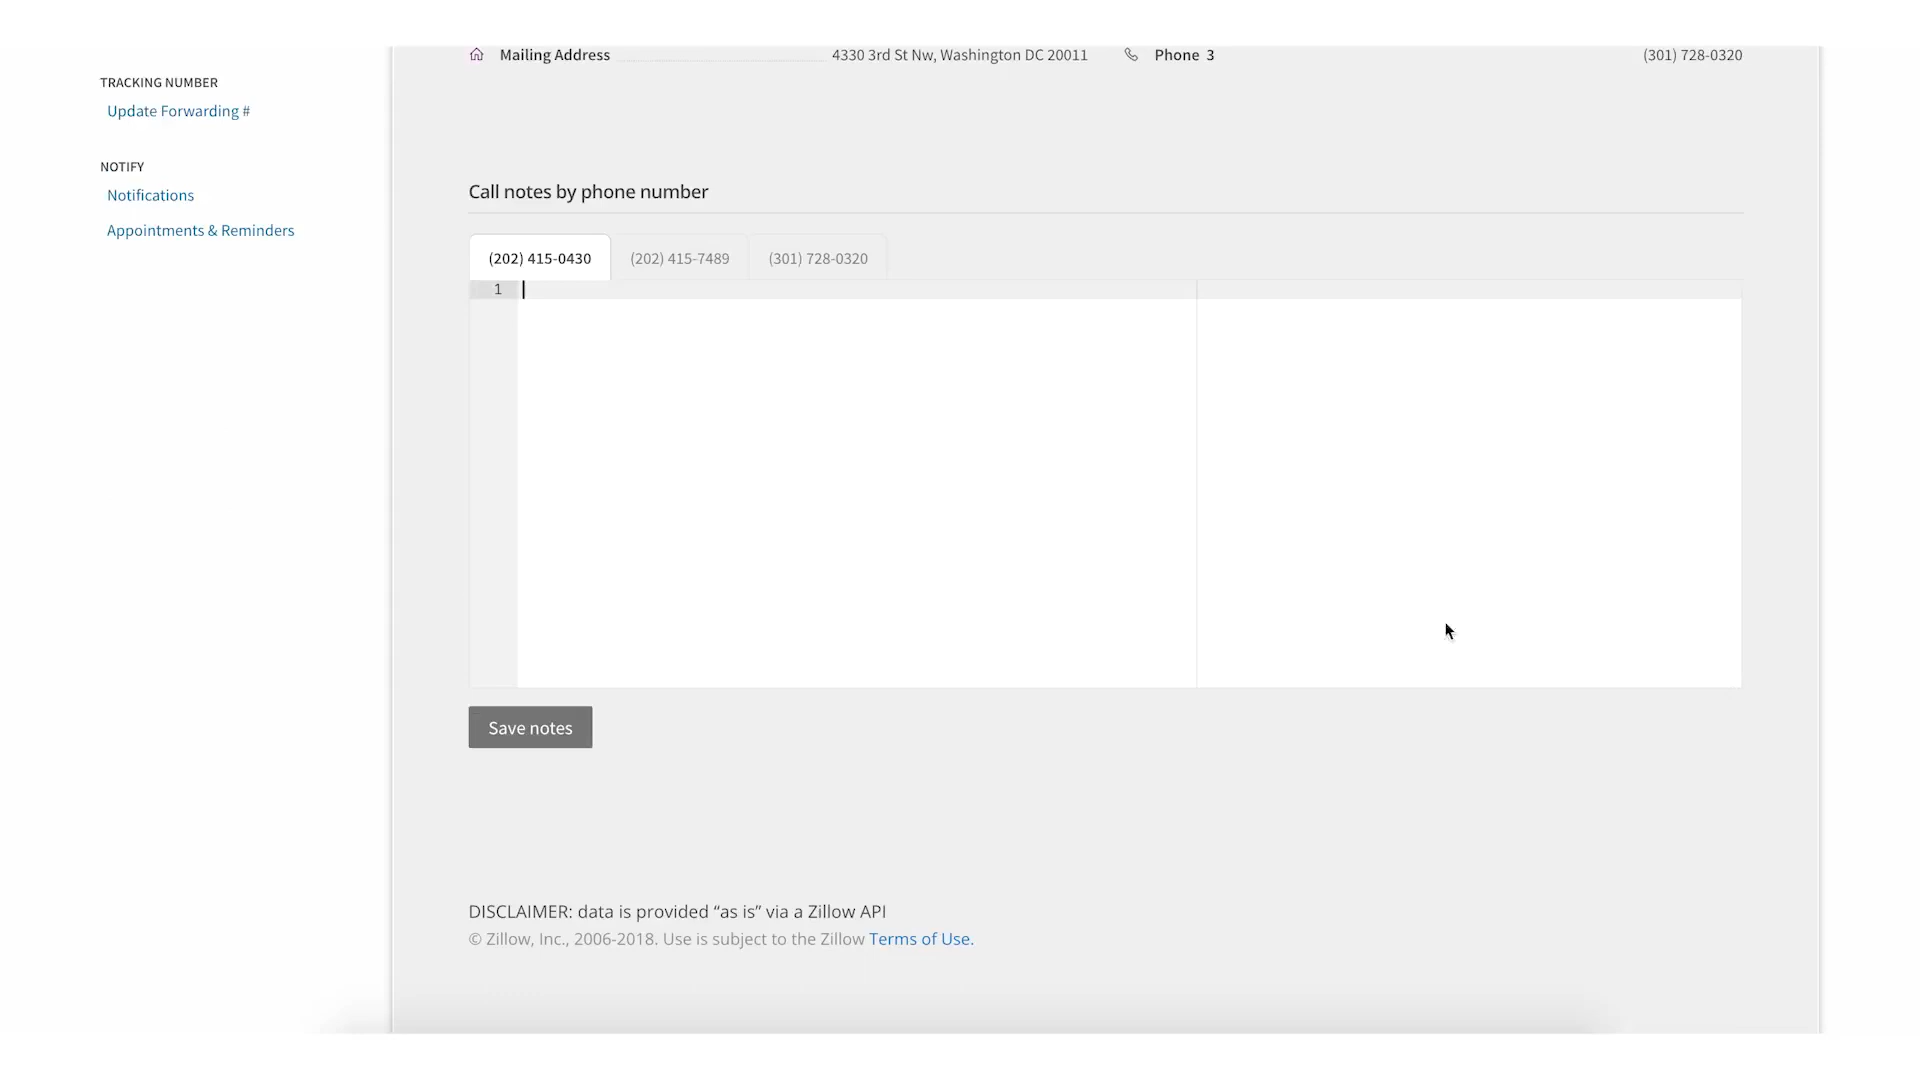 Mailing Address 4330 3rd St Nw, Washington DC 20011 Phone 3 (301) 728-0320
TRACKING NUMBER
Update Forwarding #
NOTIFY
Notifications
Appointments & Reminders
Call notes by phone number
(202) 415-0430 (202) 415-7489 (301) 728-0320
1
Save notes
DISCLAIMER: data is provided “as is” via a Zillow API
© Zillow, Inc., 2006-2018. Use is subject to the Zillow Terms of Use.